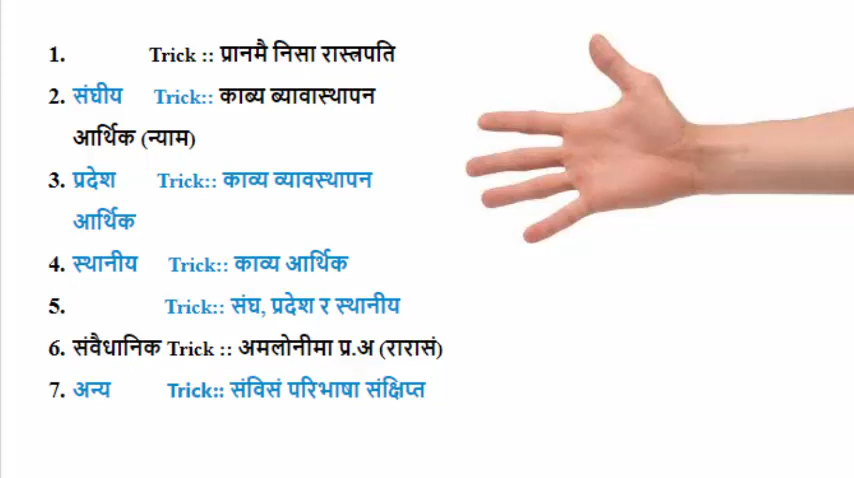 1. Trick :: प्रानमै निसा रास्त्रपति
2. संघीय Trick:: काब्य ब्यावास्थापन
आर्थिक (न्याम)
3. प्रदेश Trick:: काव्य व्यावस्थापन
आर्थिक
4. स्थानीय Trick:: काव्य आर्थिक
5. Trick:: संघ, प्रदेश र स्थानीय
6. संवैधानिक Trick :: अमलोनीमा प्र.अ (रारासं)
7. अन्य Trick:: संविसं परिभाषा संक्षिप्त